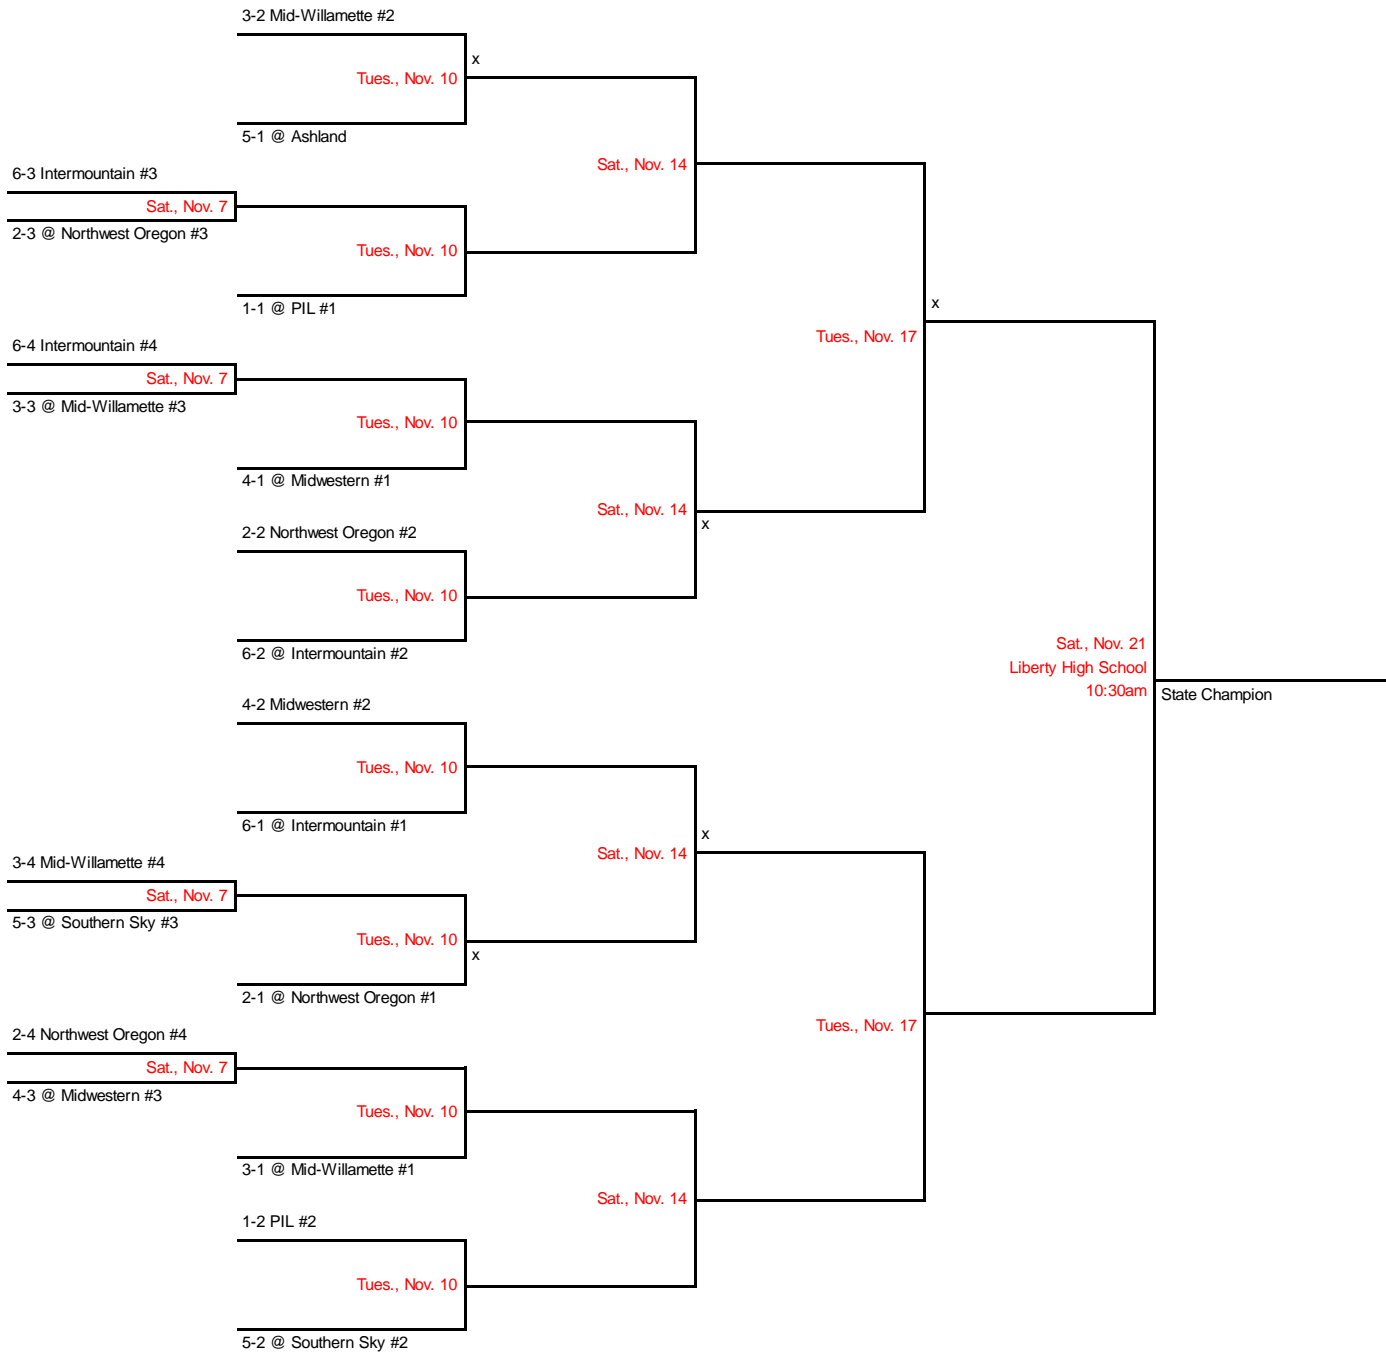 3-2 Mid-Willamette #2
x
Tues., Nov. 10
5-1 @ Ashland
Sat., Nov. 14
6-3 Intermountain #3
Sat., Nov. 7
2-3 @ Northwest Oregon #3
Tues., Nov. 10
1-1 @ PIL #1
x
Tues., Nov. 17
6-4 Intermountain #4
Sat., Nov. 7
3-3 @ Mid-Willamette #3
Tues., Nov. 10
4-1 @ Midwestern #1
Sat., Nov. 14
x
2-2 Northwest Oregon #2
Tues., Nov. 10
6-2 @ Intermountain #2
Sat., Nov. 21
Liberty High School
10:30am
State Champion
4-2 Midwestern #2
Tues., Nov. 10
6-1 @ Intermountain #1
x
Sat., Nov. 14
3-4 Mid-Willamette #4
Sat., Nov. 7
5-3 @ Southern Sky #3
Tues., Nov. 10
x
2-1 @ Northwest Oregon #1
Tues., Nov. 17
2-4 Northwest Oregon #4
Sat., Nov. 7
4-3 @ Midwestern #3
Tues., Nov. 10
3-1 @ Mid-Willamette #1
Sat., Nov. 14
1-2 PIL #2
Tues., Nov. 10
5-2 @ Southern Sky #2